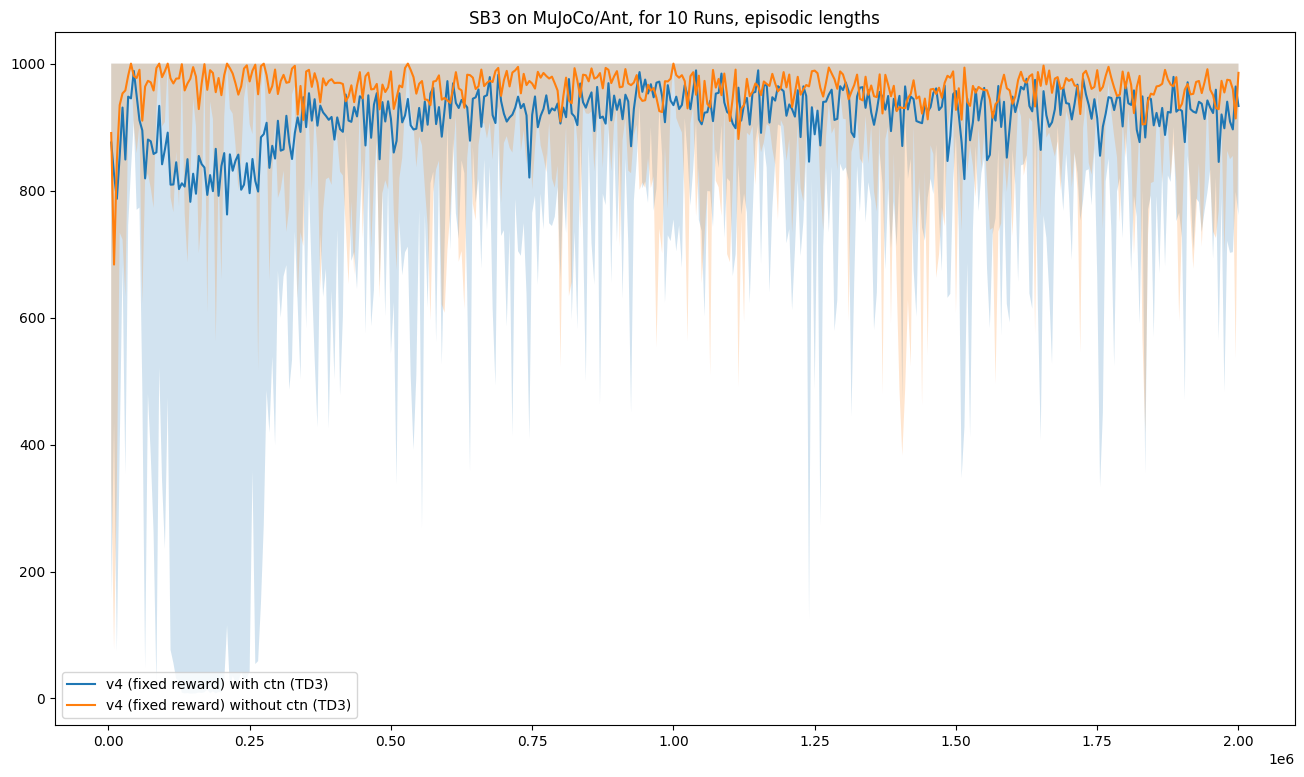 SB3 on MuJoCo/Ant, for 10 Runs, episodic lengths
1000
800
600
400
200
0
v4 (fixed reward) with ctn (TD3)
v4 (fixed reward) without ctn (TD3)
0.00 0.25 0.50 0.75 1.00 1.25 1.50 1.75 2.00
1e6